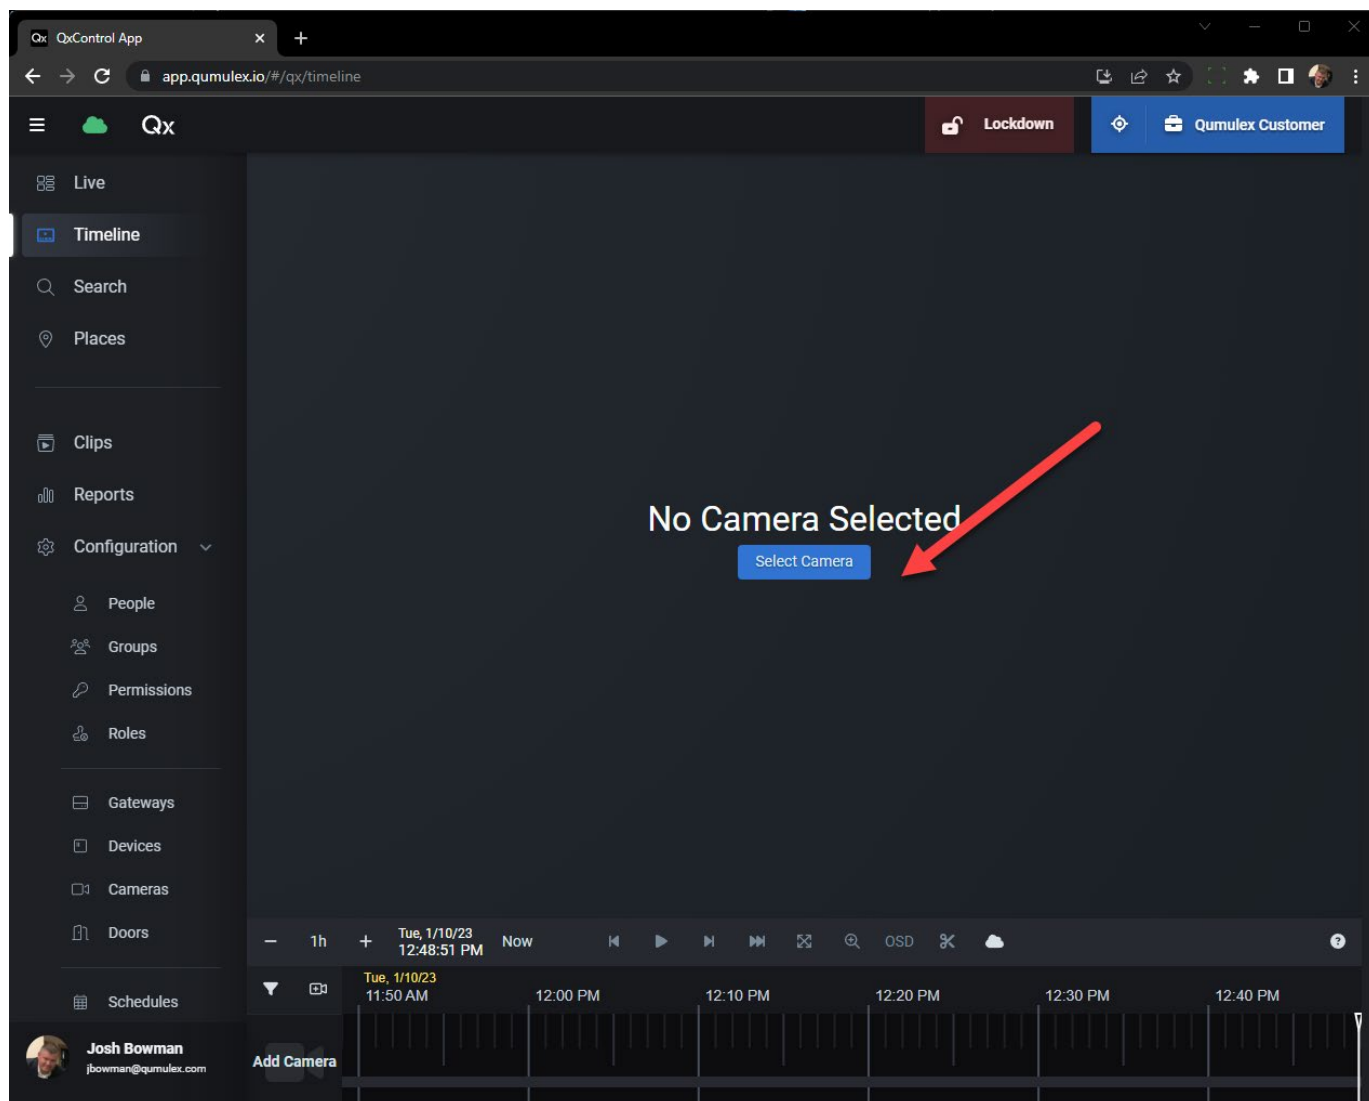 Qx QxControl App
app.qumulex.io/#/qx/timeline
Qx
Lockdown
Qumulex Customer
Live
Timeline
Search
Places
Clips
Reports
Configuration
People
Groups
Permissions
Roles
Gateways
Devices
Cameras
Doors
Schedules
Josh Bowman
jbowman@qumulex.com
No Camera Selected
Select Camera
1h
Tue, 1/10/23
12:48:51 PM
Now
OSD
Tue, 1/10/23
11:50 AM 12:00 PM 12:10 PM 12:20 PM 12:30 PM 12:40 PM
Add Camera